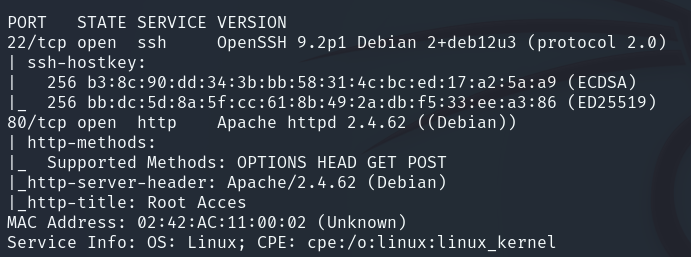 PORT   STATE SERVICE VERSION
22/tcp open  ssh     OpenSSH 9.2p1 Debian 2+deb12u3 (protocol 2.0)
| ssh-hostkey:
|   256 b3:8c:90:dd:34:3b:bb:58:31:4c:bc:ed:17:a2:5a:a9 (ECDSA)
|_  256 bb:dc:5d:8a:5f:cc:61:8b:49:2a:db:f5:33:ee:a3:86 (ED25519)
80/tcp open  http    Apache httpd 2.4.62 ((Debian))
| http-methods:
|_  Supported Methods: OPTIONS HEAD GET POST
|_http-server-header: Apache/2.4.62 (Debian)
|_http-title: Root Acces
MAC Address: 02:42:AC:11:00:02 (Unknown)
Service Info: OS: Linux; CPE: cpe:/o:linux:linux_kernel